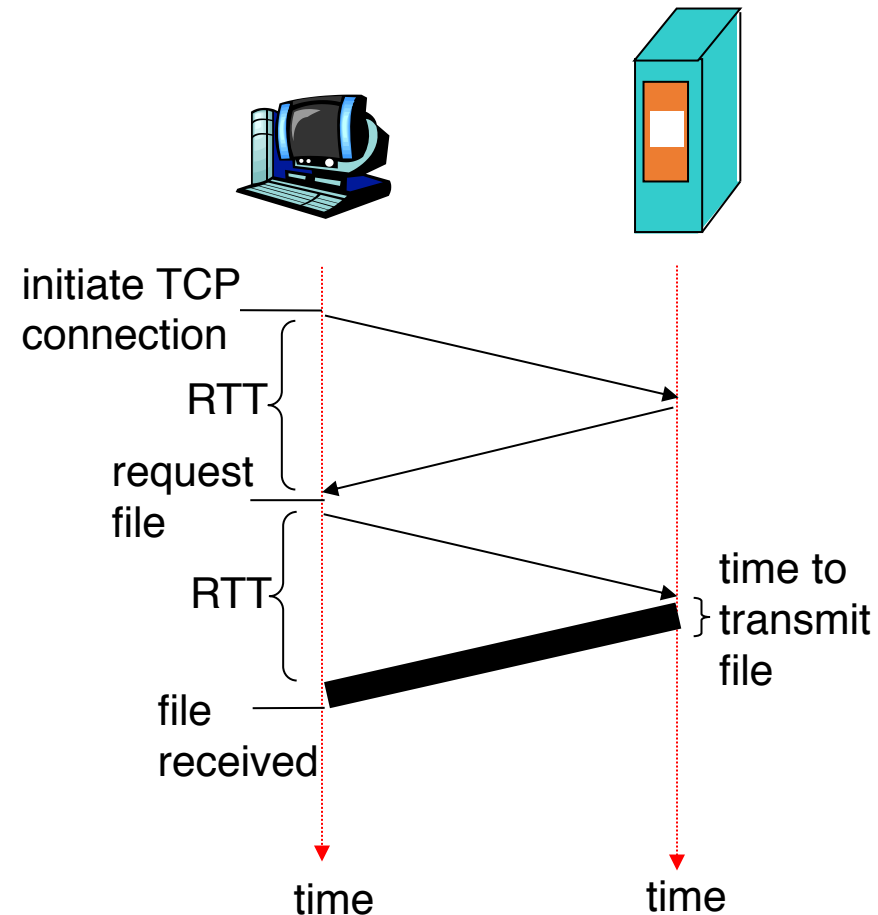 initiate TCP
connection
RTT
request
file
RTT
time to
transmit
file
file
received
time
time